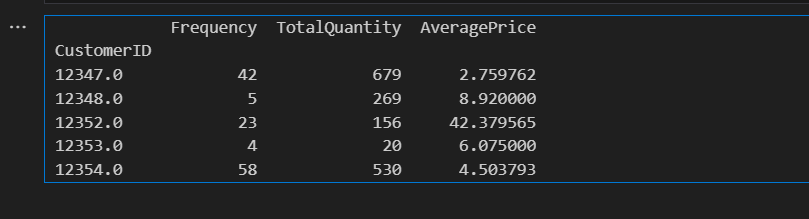 ...
Frequency TotalQuantity AveragePrice
CustomerID
12347.0 42 679 2.759762
12348.0 5 269 8.920000
12352.0 23 156 42.379565
12353.0 4 20 6.075000
12354.0 58 530 4.503793